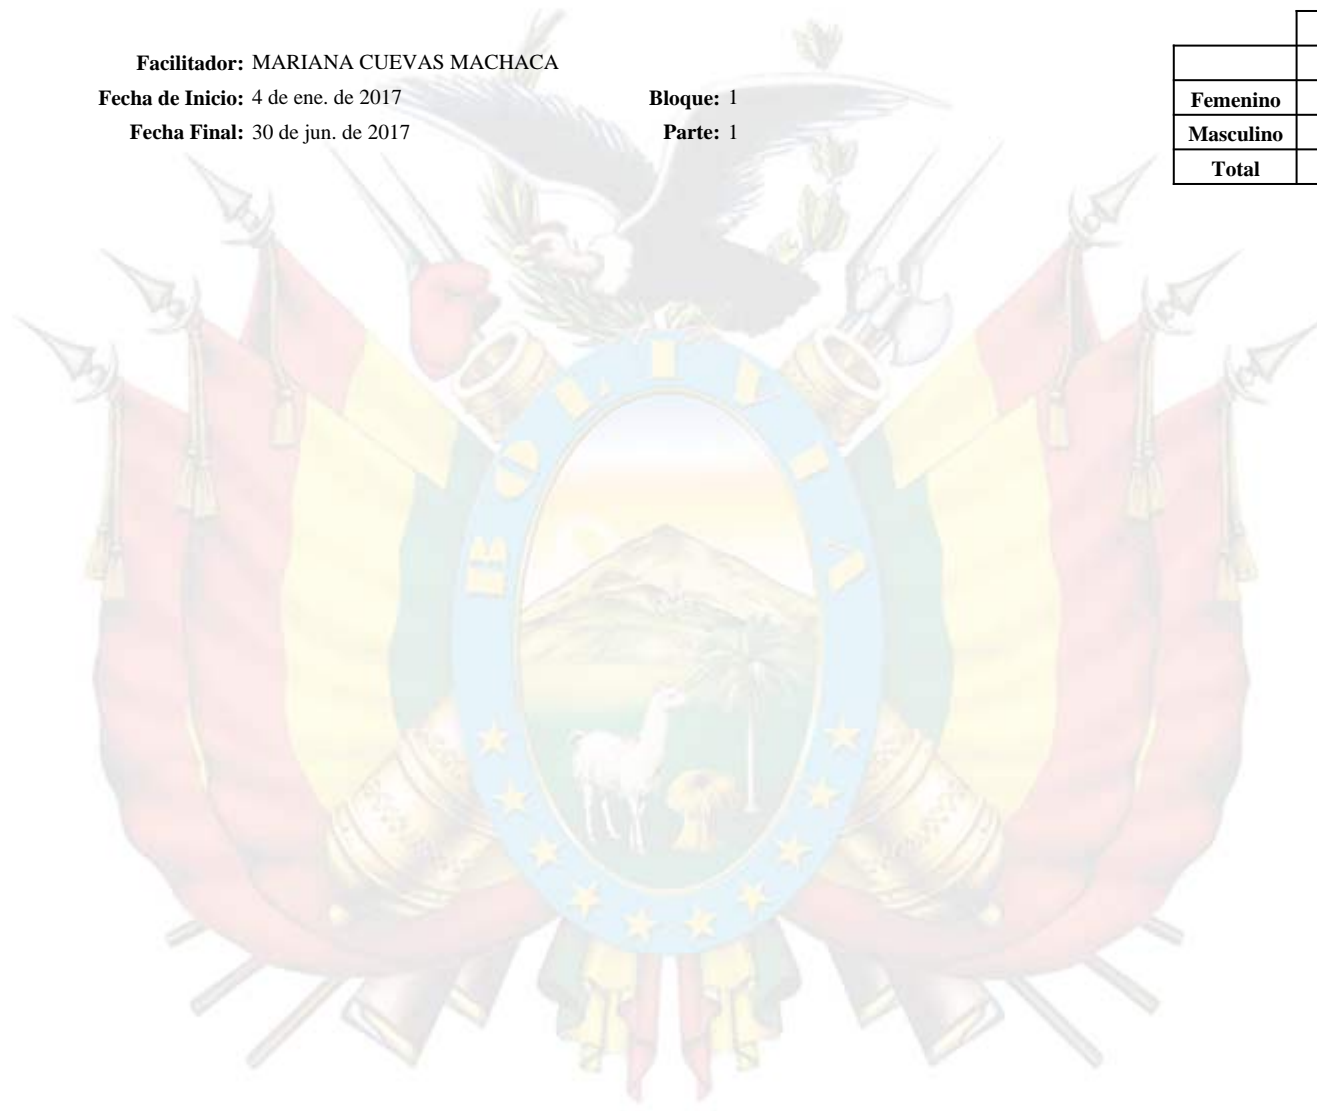 Facilitador: MARIANA CUEVAS MACHACA
Fecha de Inicio: 4 de ene. de 2017 Bloque: 1
Fecha Final: 30 de jun. de 2017 Parte: 1
Femenino
Masculino
Total
BOLIVIA